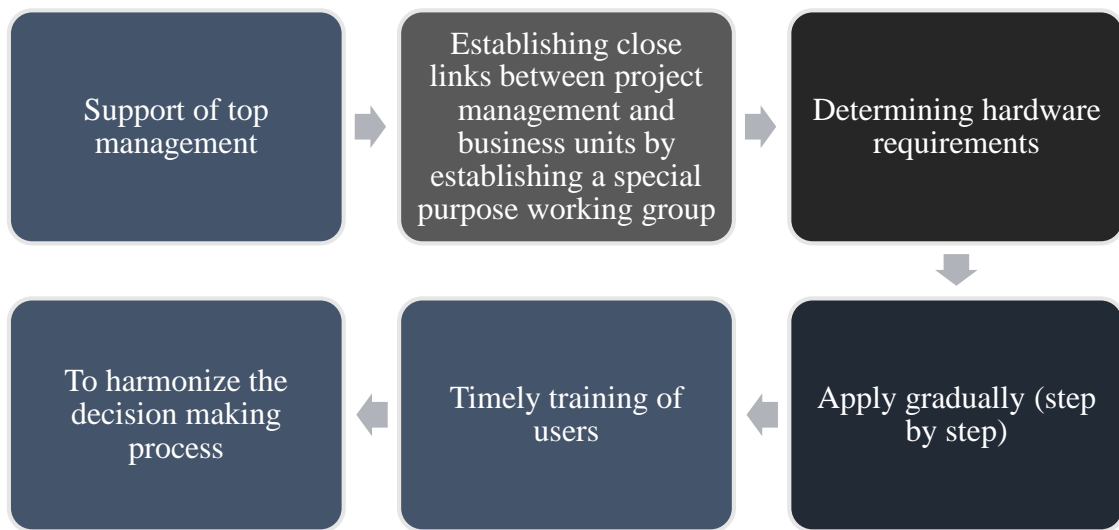 Support of top
management
Establishing close
links between project
management and
business units by
establishing a special
purpose working group
Determining hardware
requirements
Apply gradually (step
by step)
Timely training of
users
To harmonize the
decision making
process